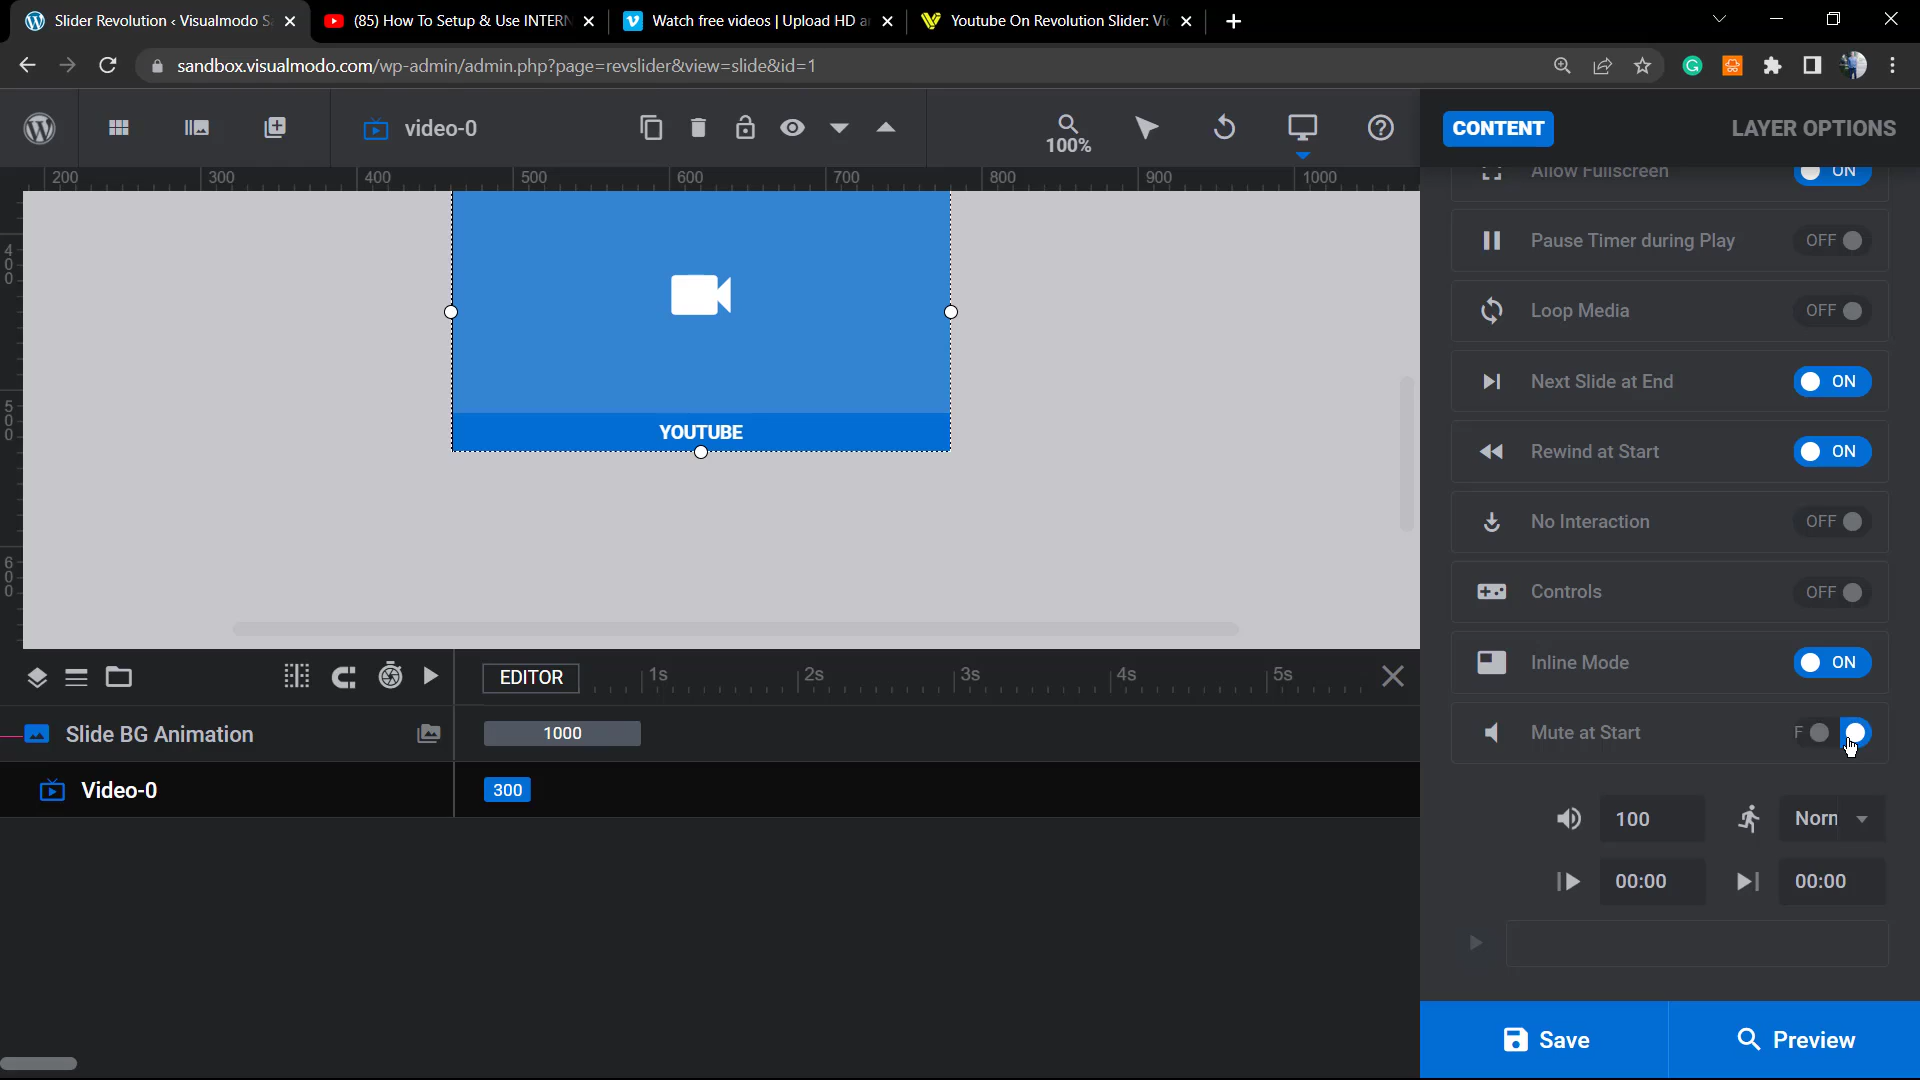 Slider Revolution ‹ Visualmodo S
(85) How To Setup & Use INTERN
Watch free videos | Upload HD a
Youtube On Revolution Slider: Vi
sandbox.visualmodo.com/wp-admin/admin.php?page=revslider&view=slide&id=1
video-0
100%
CONTENT
LAYER OPTIONS
200 300 400 500 600 700 800 900 1000
400
500
600
YOUTUBE
Allow Fullscreen ON
Pause Timer during Play OFF
Loop Media OFF
Next Slide at End ON
Rewind at Start ON
No Interaction OFF
Controls OFF
Inline Mode ON
Mute at Start F
100 Norn
00:00 00:00
EDITOR 1s 2s 3s 4s 5s
Slide BG Animation 1000
Video-0 300
Save Preview